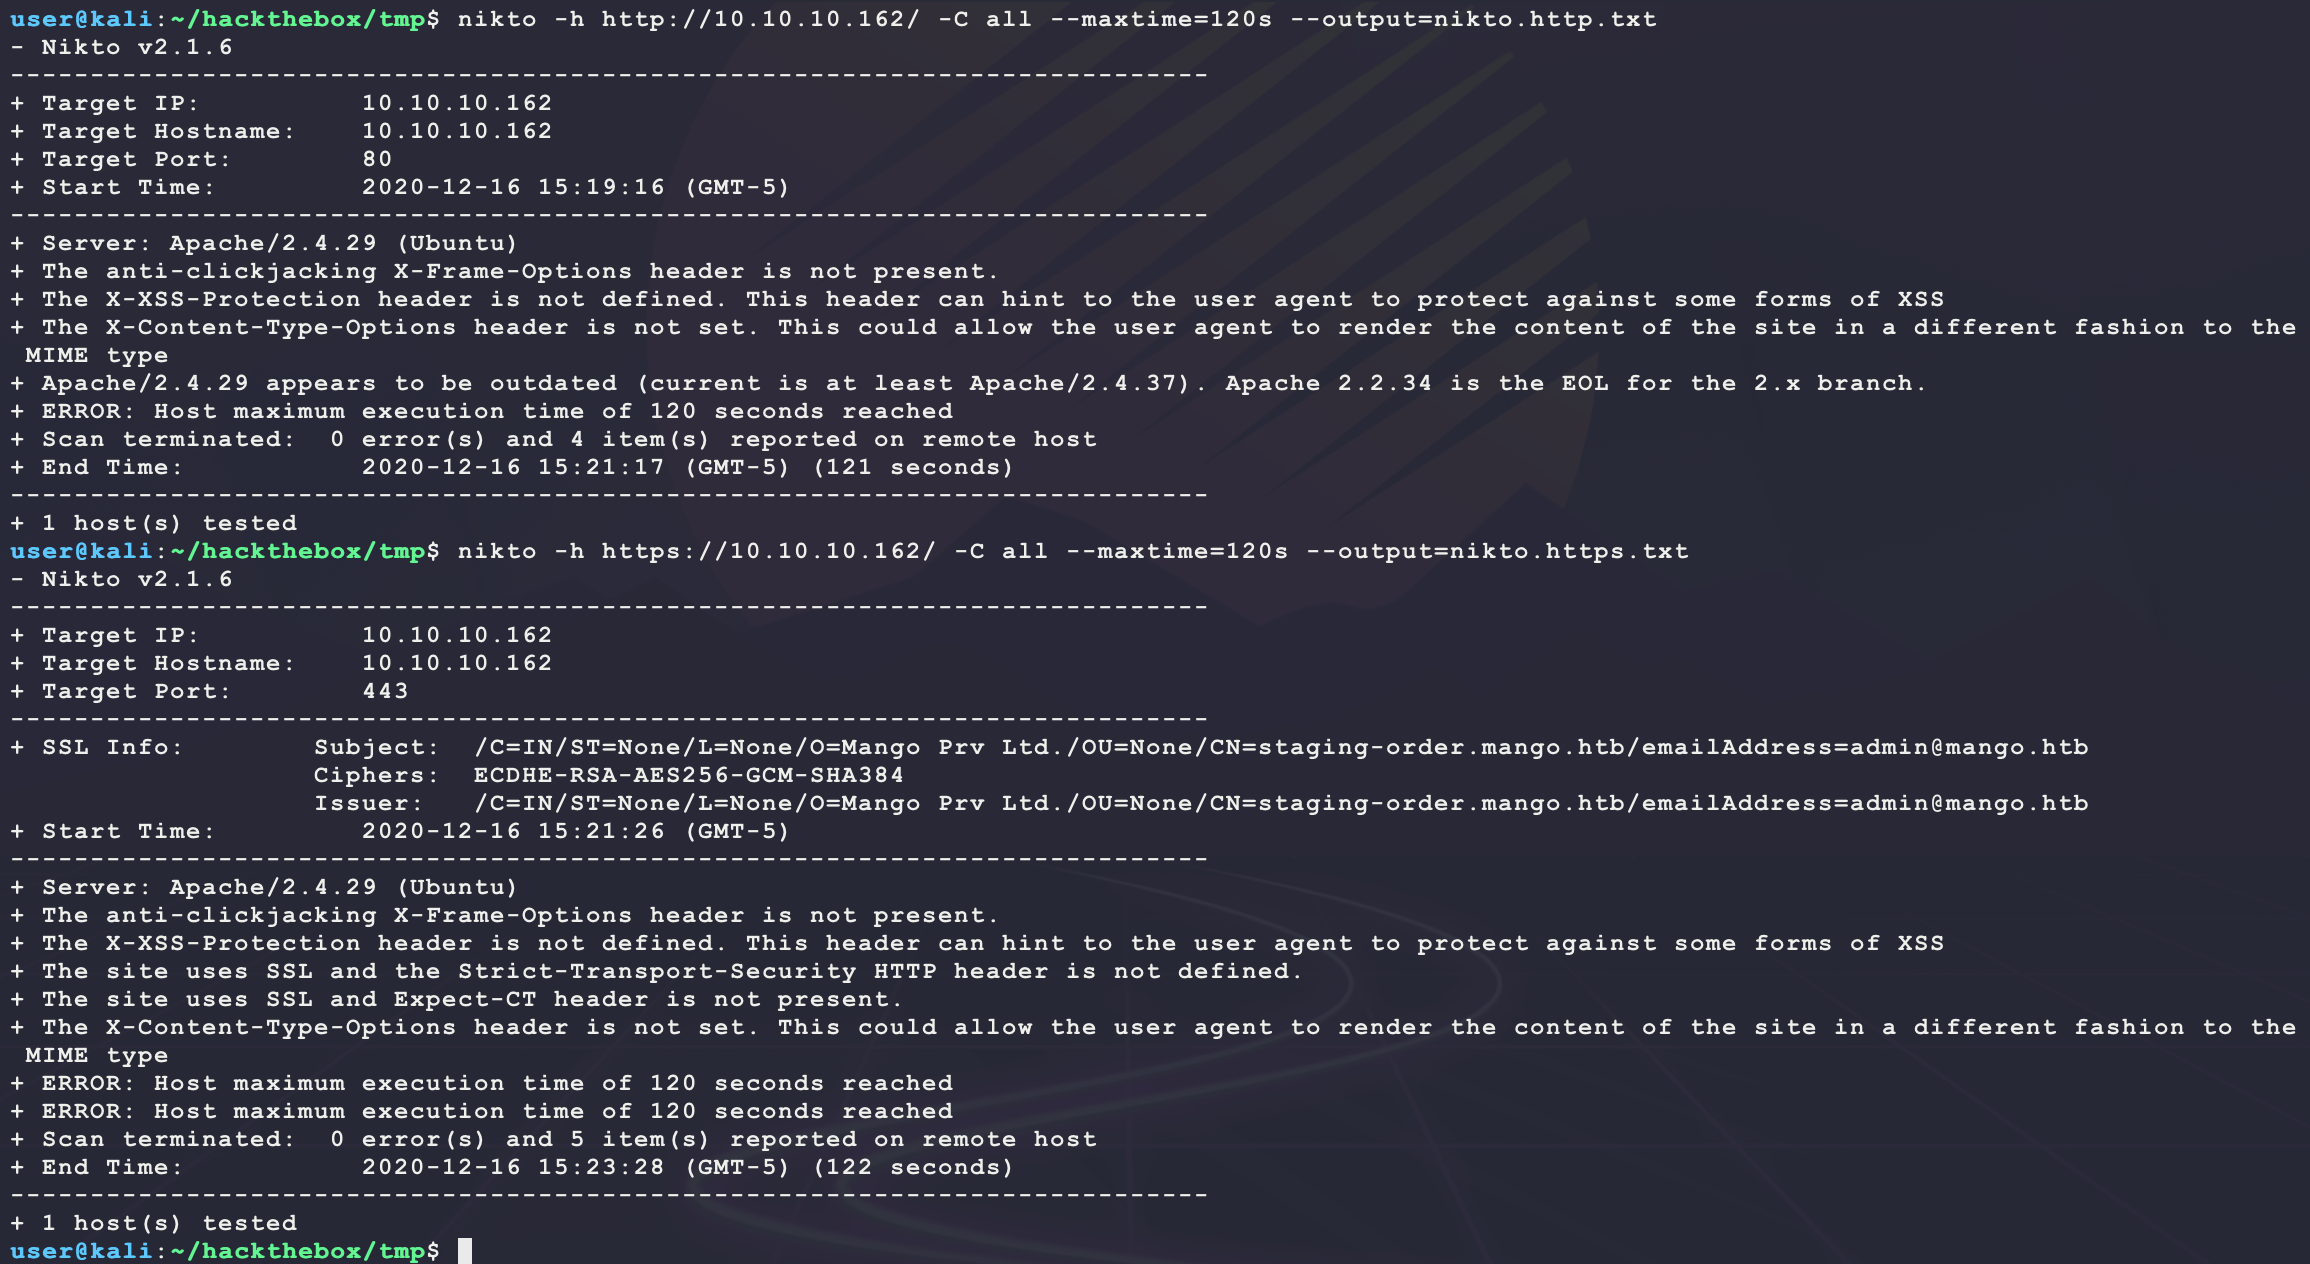 user@kali:~/hackthebox/tmp$ nikto -h http://10.10.10.162/ -C all --maxtime=120s --output=nikto.http.txt
- Nikto v2.1.6
---------------------------------------------------------------------------
+ Target IP:          10.10.10.162
+ Target Hostname:    10.10.10.162
+ Target Port:        80
+ Start Time:         2020-12-16 15:19:16 (GMT-5)
---------------------------------------------------------------------------
+ Server: Apache/2.4.29 (Ubuntu)
+ The anti-clickjacking X-Frame-Options header is not present.
+ The X-XSS-Protection header is not defined. This header can hint to the user agent to protect against some forms of XSS
+ The X-Content-Type-Options header is not set. This could allow the user agent to render the content of the site in a different fashion to the
 MIME type
+ Apache/2.4.29 appears to be outdated (current is at least Apache/2.4.37). Apache 2.2.34 is the EOL for the 2.x branch.
+ ERROR: Host maximum execution time of 120 seconds reached
+ Scan terminated:  0 error(s) and 4 item(s) reported on remote host
+ End Time:           2020-12-16 15:21:17 (GMT-5) (121 seconds)
---------------------------------------------------------------------------
+ 1 host(s) tested
user@kali:~/hackthebox/tmp$ nikto -h https://10.10.10.162/ -C all --maxtime=120s --output=nikto.https.txt
- Nikto v2.1.6
---------------------------------------------------------------------------
+ Target IP:          10.10.10.162
+ Target Hostname:    10.10.10.162
+ Target Port:        443
---------------------------------------------------------------------------
+ SSL Info:        Subject:  /C=IN/ST=None/L=None/O=Mango Prv Ltd./OU=None/CN=staging-order.mango.htb/emailAddress=admin@mango.htb
                   Ciphers:  ECDHE-RSA-AES256-GCM-SHA384
                   Issuer:   /C=IN/ST=None/L=None/O=Mango Prv Ltd./OU=None/CN=staging-order.mango.htb/emailAddress=admin@mango.htb
+ Start Time:         2020-12-16 15:21:26 (GMT-5)
---------------------------------------------------------------------------
+ Server: Apache/2.4.29 (Ubuntu)
+ The anti-clickjacking X-Frame-Options header is not present.
+ The X-XSS-Protection header is not defined. This header can hint to the user agent to protect against some forms of XSS
+ The site uses SSL and the Strict-Transport-Security HTTP header is not defined.
+ The site uses SSL and Expect-CT header is not present.
+ The X-Content-Type-Options header is not set. This could allow the user agent to render the content of the site in a different fashion to the
 MIME type
+ ERROR: Host maximum execution time of 120 seconds reached
+ ERROR: Host maximum execution time of 120 seconds reached
+ Scan terminated:  0 error(s) and 5 item(s) reported on remote host
+ End Time:           2020-12-16 15:23:28 (GMT-5) (122 seconds)
---------------------------------------------------------------------------
+ 1 host(s) tested
user@kali:~/hackthebox/tmp$